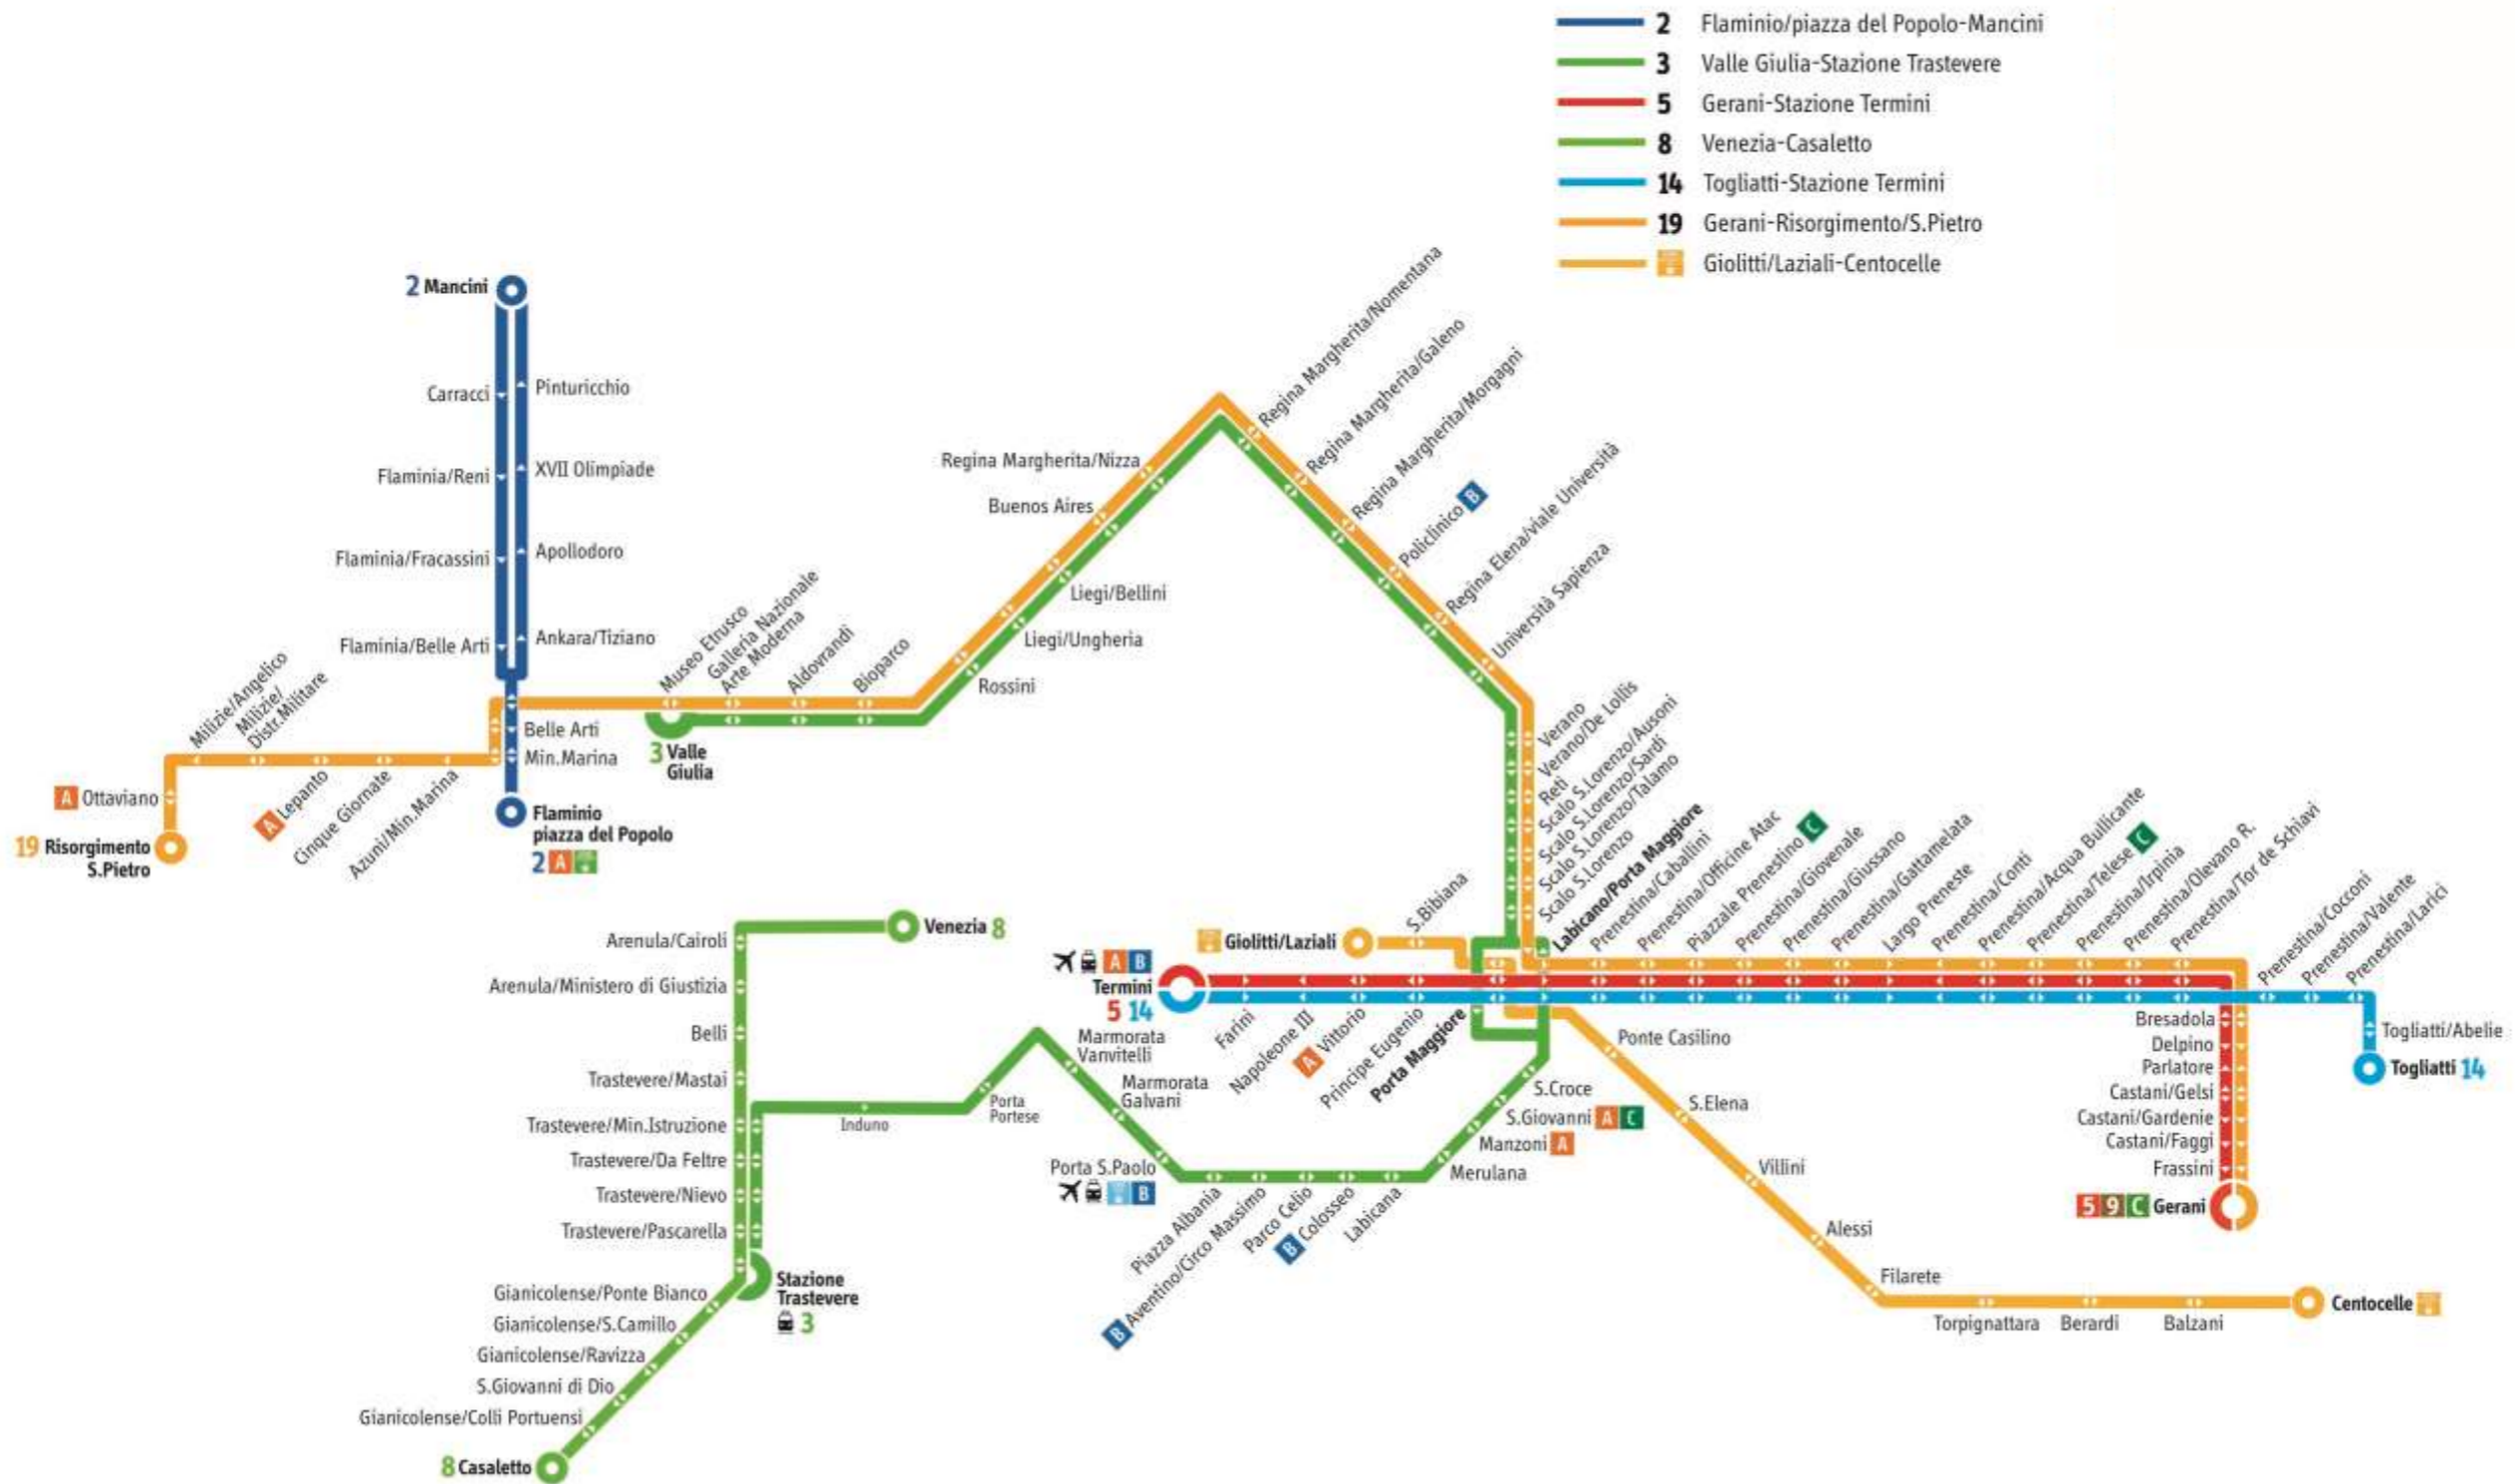 2 Flaminio/piazza del Popolo-Mancini
3 Valle Giulia-Stazione Trastevere
5 Gerani-Stazione Termini
8 Venezia-Casaletto
14 Togliatti-Stazione Termini
19 Gerani-Risorgimento/S.Pietro
Giolitti/Laziali-Centocelle
2 Mancini
Carracci
Pinturicchio
Flaminia/Reni
XVII Olimpiade
Flaminia/Fracassini
Apollodoro
Flaminia/Belle Arti
Ankara/Tiziano
Belle Arti
Min.Marina
Flaminio
piazza del Popolo
2 A
Milizie/Angelico
Milizie/
Distr.Militare
A Ottaviano
19 Risorgimento
S.Pietro
A Lepanto
Cinque Giornate
Azuni/Min.Marina
3 Valle
Giulia
Museo Etrusco
Galleria Nazionale
Arte Moderna
Aldovrandi
Bioparco
Rossini
Liegi/Ungheria
Liegi/Bellini
Buenos Aires
Regina Margherita/Nizza
Regina Margherita/Nomentana
Regina Margherita/Galeno
Regina Margherita/Morgagni
Policlinico B
Regina Elena/viale Università
Università Sapienza
Verano
Verano/De Lollis
Reti
Scalo S.Lorenzo/Ausoni
Scalo S.Lorenzo/Sardi
Scalo S.Lorenzo/Talamo
Scalo S.Lorenzo
Labicano/Porta Maggiore
Prenestina/Caballini
Prenestina/Officine Atac
Piazzale Prenestino C
Prenestina/Giovenale
Prenestina/Giussano
Prenestina/Gattamelata
Largo Preneste
Prenestina/Conti
Prenestina/Acqua Bullicante
Prenestina/Telese C
Prenestina/Irpinia
Prenestina/Olevano R.
Prenestina/Tor de Schiavi
Prenestina/Cocconi
Prenestina/Valente
Prenestina/Larici
Togliatti/Abelie
Togliatti 14
Bresadola
Delpino
Parlatore
Castani/Gelsi
Castani/Gardenie
Castani/Faggi
Frassini
5 9 C Gerani
Giolitti/Laziali
S.Bibiana
A B
Termini
5 14
Farini
Napoleone III
A Vittorio
Principe Eugenio
Porta Maggiore
Ponte Casilino
S.Elena
Villini
Alessi
Filarete
Torpignattara
Berardi
Balzani
Centocelle
S.Croce
S.Giovanni A C
Manzoni A
Merulana
Labicana
B Colosseo
Parco Celio
B Aventino/Circo Massimo
Piazza Albania
Porta S.Paolo
B
Marmorata
Galvani
Marmorata
Vanvitelli
Porta
Portese
Induno
Venezia 8
Arenula/Cairoli
Arenula/Ministero di Giustizia
Belli
Trastevere/Mastai
Trastevere/Min.Istruzione
Trastevere/Da Feltre
Trastevere/Nievo
Trastevere/Pascarella
Stazione
Trastevere
3
Gianicolense/Ponte Bianco
Gianicolense/S.Camillo
Gianicolense/Ravizza
S.Giovanni di Dio
Gianicolense/Colli Portuensi
8 Casaletto